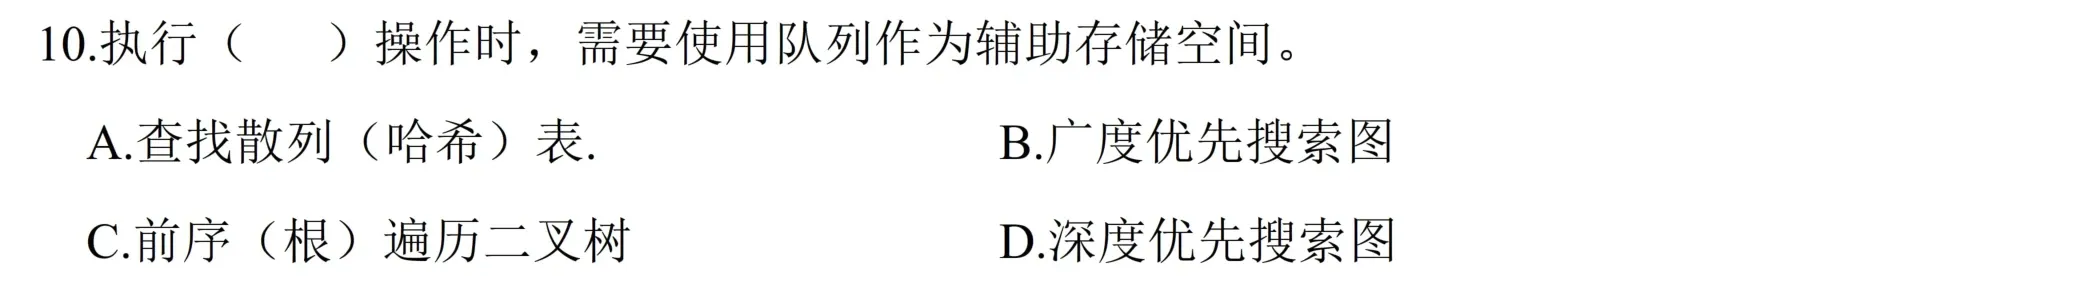 10.执行（　　）操作时，需要使用队列作为辅助存储空间。
A.查找散列（哈希）表.　　B.广度优先搜索图
C.前序（根）遍历二叉树　　D.深度优先搜索图